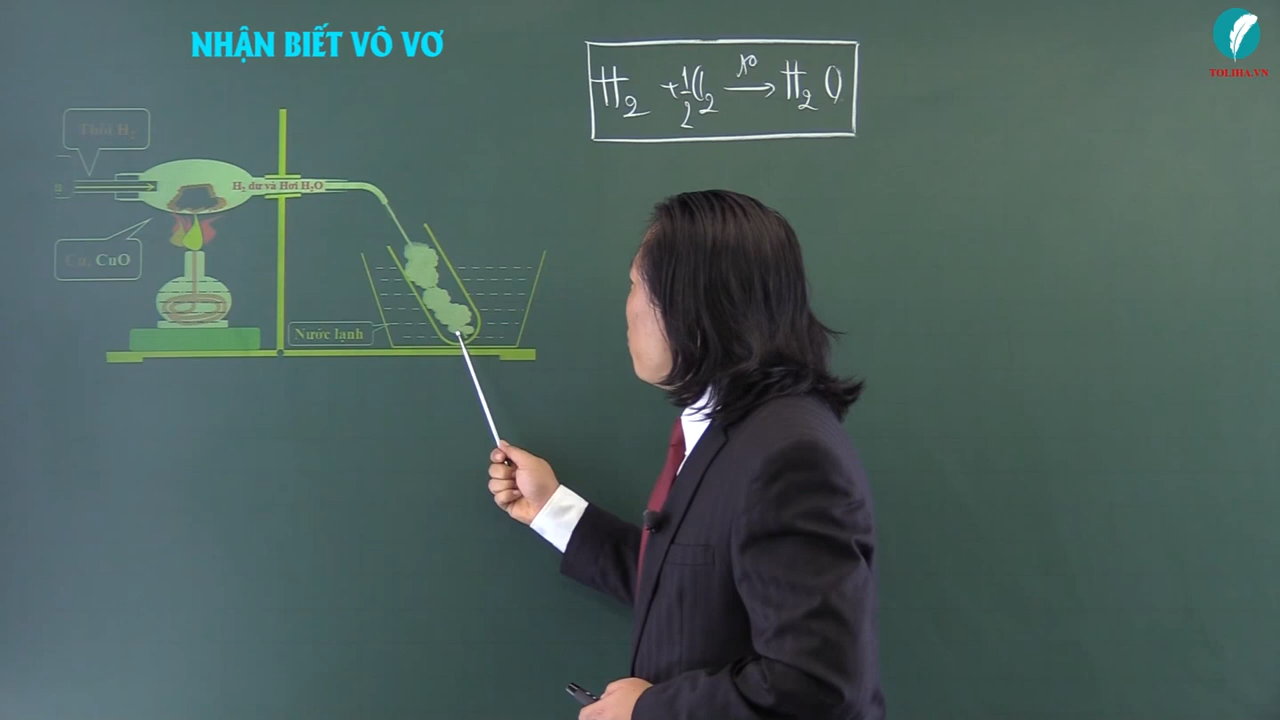 NHẬN BIẾT VÔ VƠ
TOLIHA.VN
H₂ + 1/2 O₂ →(t⁰) H₂O
Thổi H₂
H₂ dư và Hơi H₂O
Cu, CuO
Nước lạnh